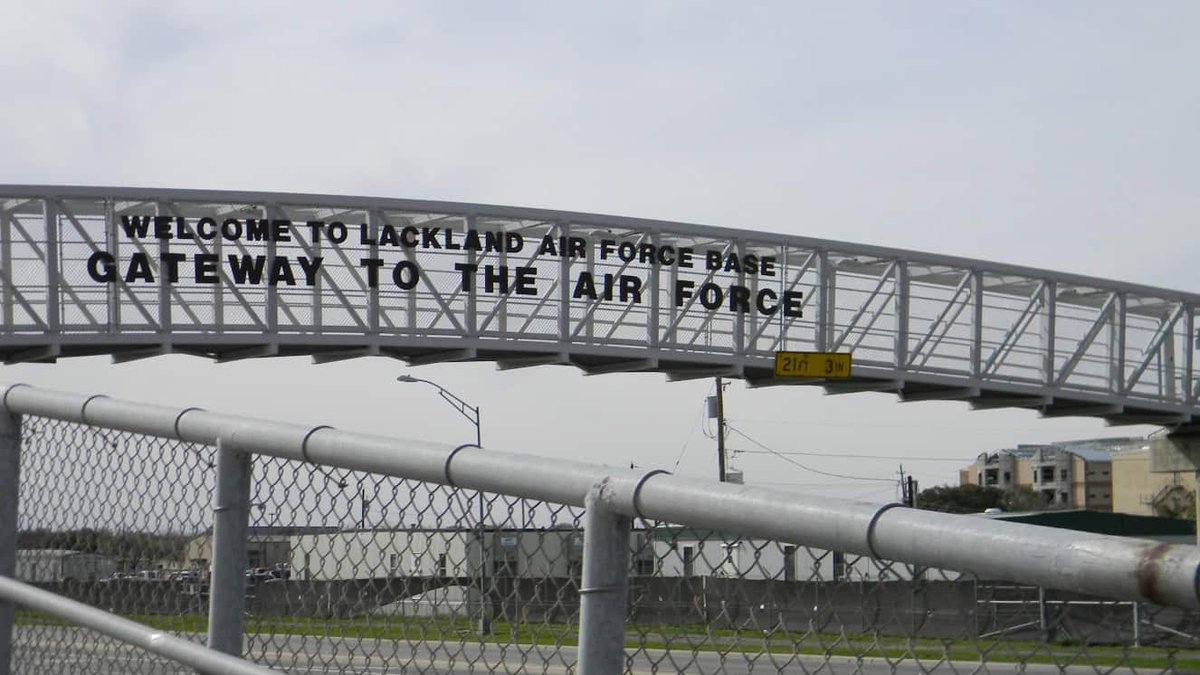 WELCOME TO LACKLAND AIR FORCE BASE
GATEWAY TO THE AIR FORCE
21FT 3IN